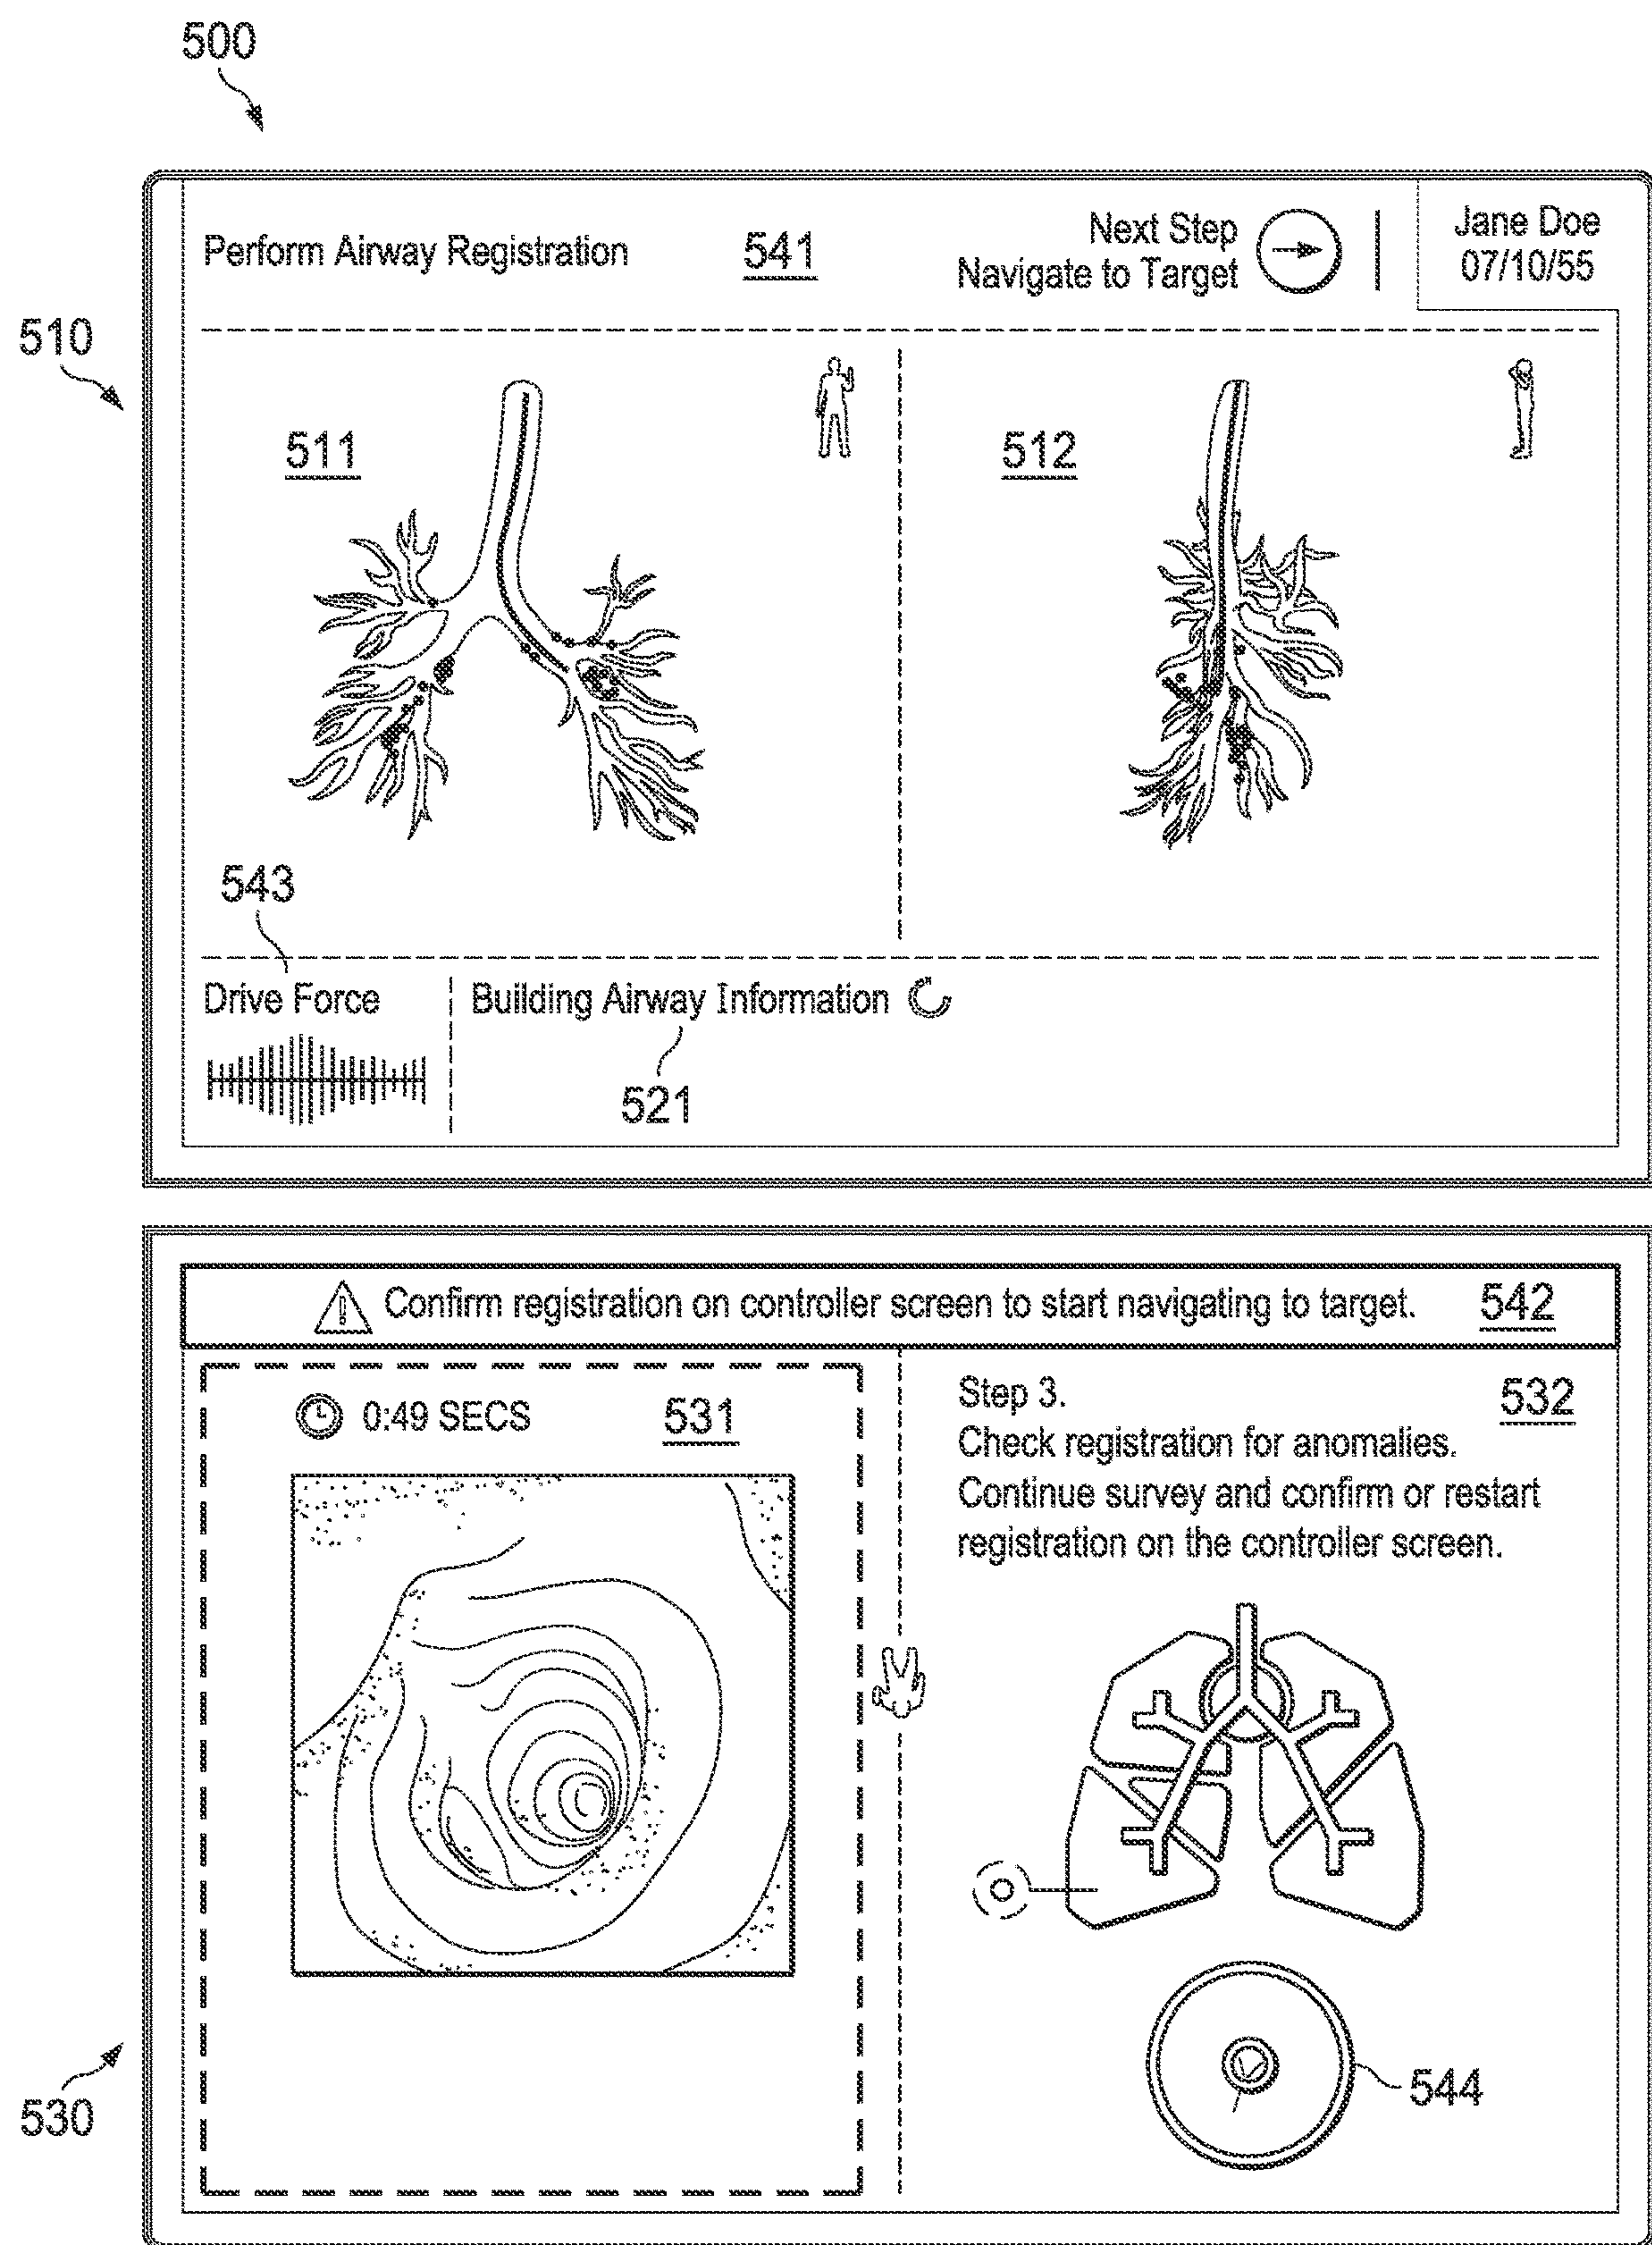 500
510
Perform Airway Registration
541
Next Step
Navigate to Target
Jane Doe
07/10/55
511
512
543
Drive Force
Building Airway Information
521
Confirm registration on controller screen to start navigating to target.
542
0:49 SECS
531
Step 3.
532
Check registration for anomalies.
Continue survey and confirm or restart
registration on the controller screen.
544
530